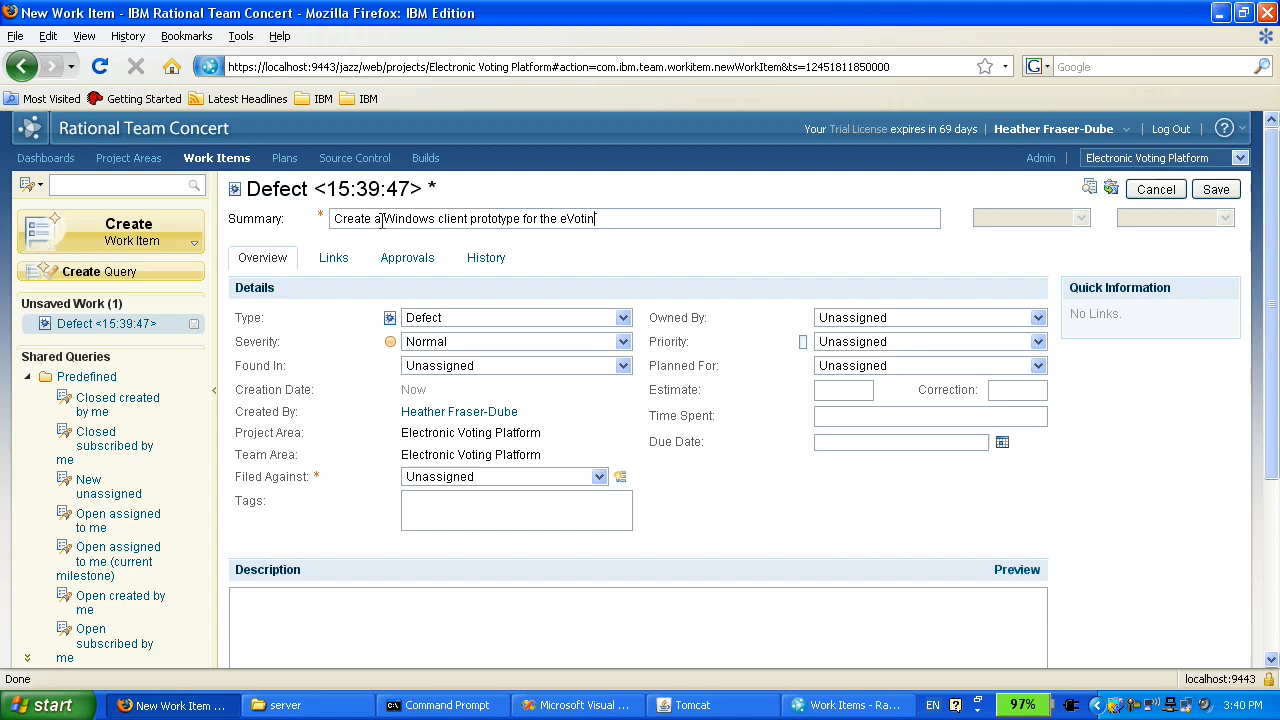 New Work Item - IBM Rational Team Concert - Mozilla Firefox: IBM Edition
File Edit View History Bookmarks Tools Help
https://localhost:9443/jazz/web/projects/Electronic Voting Platform#action=com.ibm.team.workitem.newWorkItem&ts=12451811850000
Google
Most Visited Getting Started Latest Headlines IBM IBM
Rational Team Concert
Your Trial License expires in 69 days Heather Fraser-Dube Log Out ?
Dashboards Project Areas Work Items Plans Source Control Builds Admin Electronic Voting Platform
Defect <15:39:47> *
Cancel Save
Summary: * Create a Windows client prototype for the eVotin
Create
Work Item
Create Query
Unsaved Work (1)
Defect <15:39:47>
Shared Queries
Predefined
Closed created
by me
Closed
subscribed by
me
New
unassigned
Open assigned
to me
Open assigned
to me (current
milestone)
Open created by
me
Open
subscribed by
me
Overview Links Approvals History
Details
Type: Defect
Severity: Normal
Found In: Unassigned
Creation Date: Now
Created By: Heather Fraser-Dube
Project Area: Electronic Voting Platform
Team Area: Electronic Voting Platform
Filed Against: * Unassigned
Tags:
Owned By: Unassigned
Priority: Unassigned
Planned For: Unassigned
Estimate: Correction:
Time Spent:
Due Date:
Quick Information
No Links.
Description Preview
Done localhost:9443
start New Work Item ... server Command Prompt Microsoft Visual ... Tomcat Work Items - Ra... EN 97% 3:40 PM